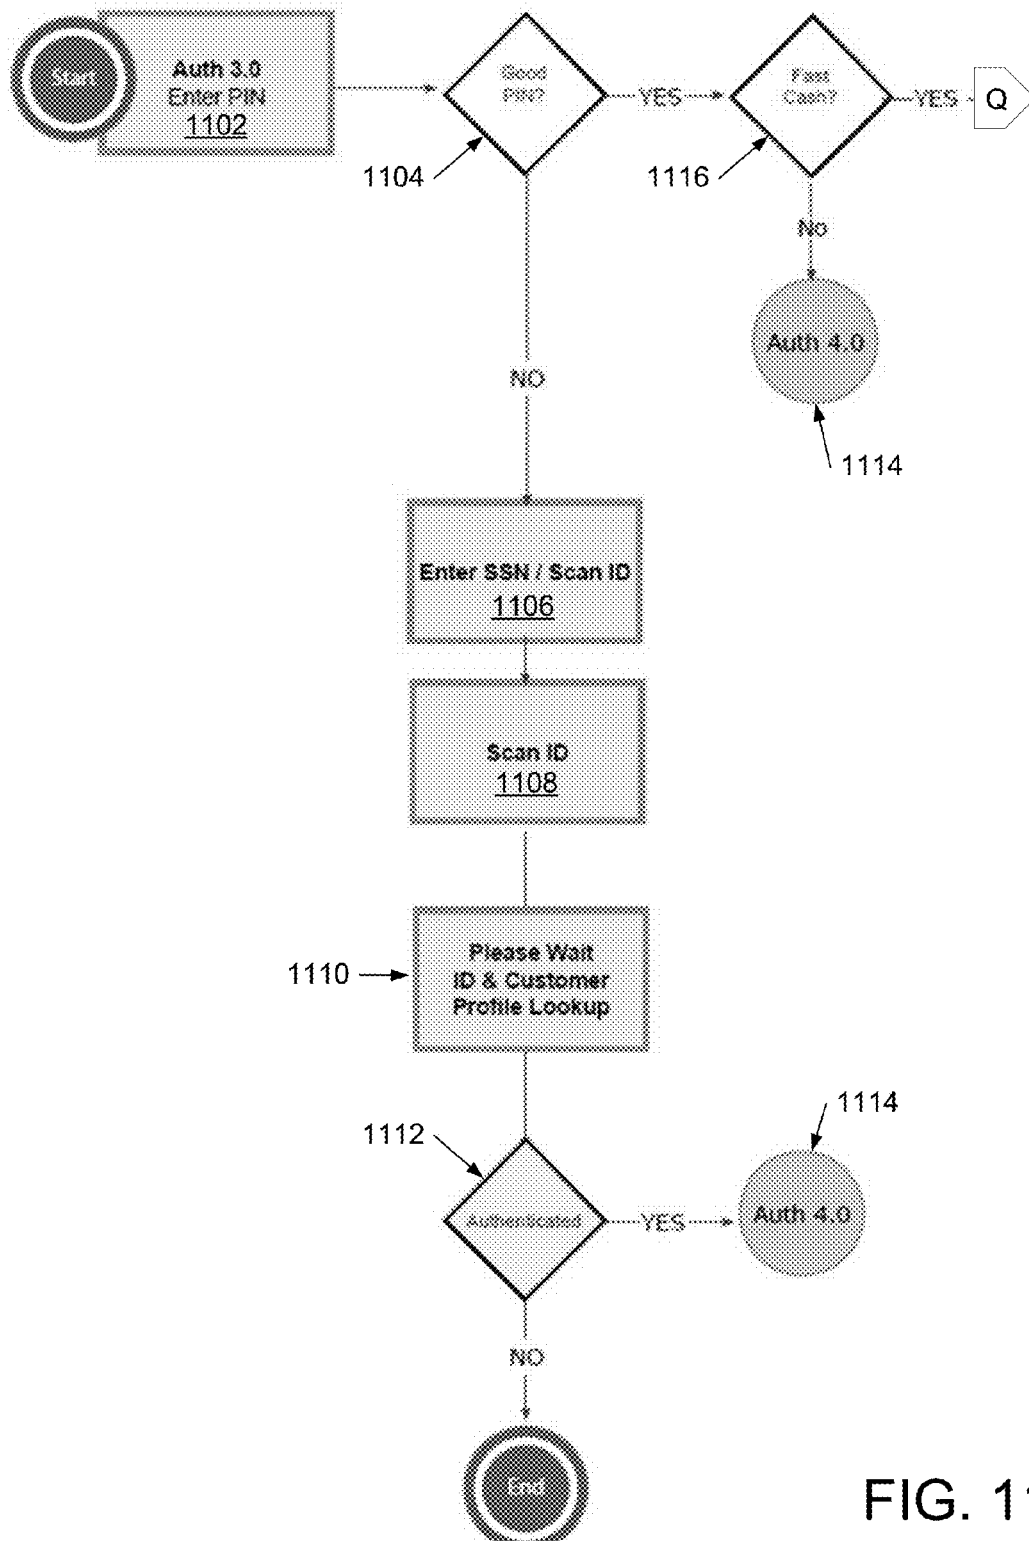 Start
Auth 3.0
Enter PIN
1102
Good
PIN?
YES
Fast
Cash?
YES
Q
1104
1116
No
Auth 4.0
NO
1114
Enter SSN / Scan ID
1106
Scan ID
1108
Please Wait
ID & Customer
Profile Lookup
1110
1114
1112
Authenticated
YES
Auth 4.0
NO
End
FIG. 11